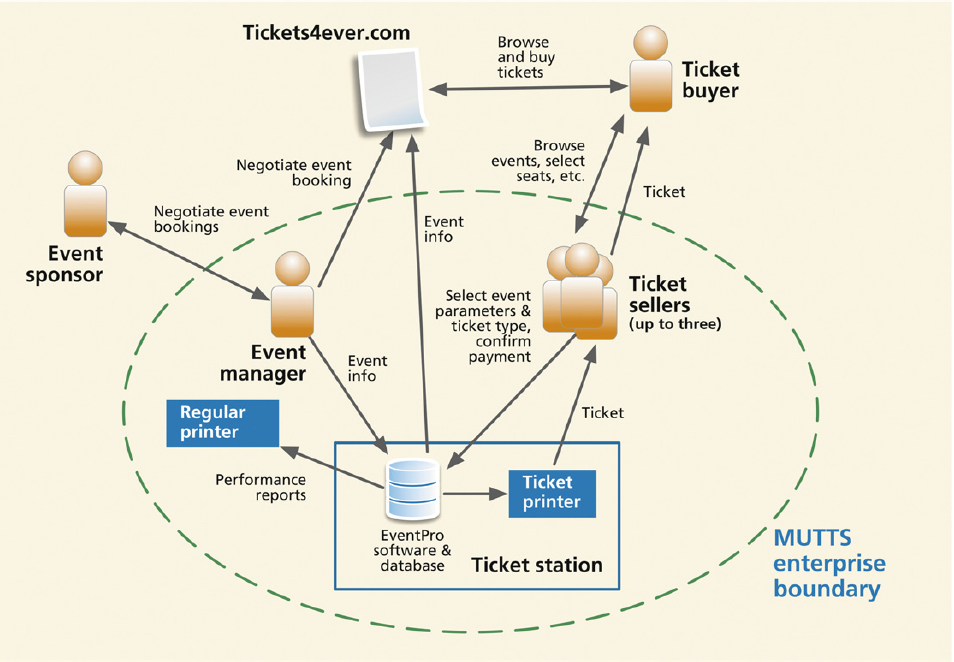 Tickets4ever.com
Browse
and buy
tickets
Ticket
buyer
Negotiate event
booking
Browse
events, select
seats, etc.
Ticket
Negotiate event
bookings
Event
sponsor
Event
info
Select event
parameters &
ticket type,
confirm
payment
Ticket
sellers
(up to three)
Event
manager
Event
info
Regular
printer
Ticket
Performance
reports
Ticket
printer
EventPro
software &
database
Ticket station
MUTTS
enterprise
boundary